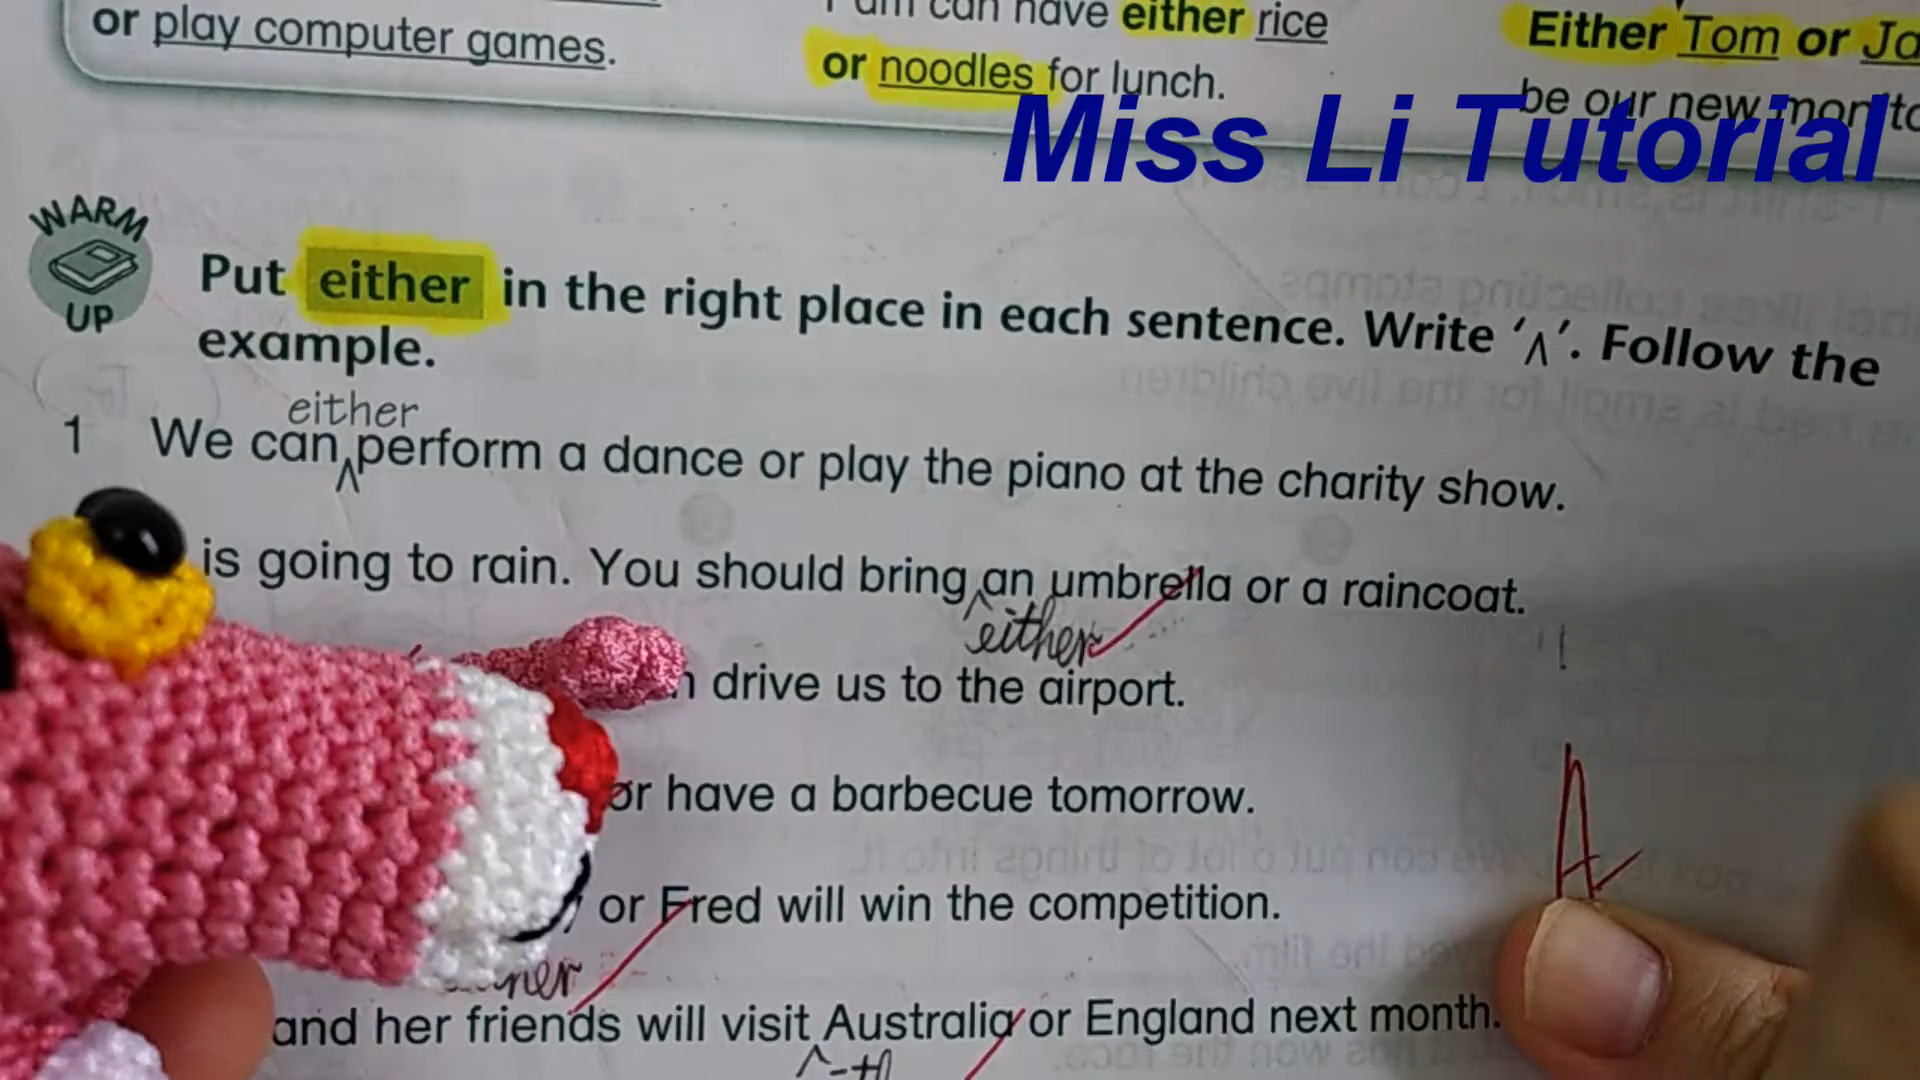 or play computer games.
can have either rice
or noodles for lunch.
Either Tom or Ja
be our new monito
Miss Li Tutorial
WARM
UP
Put either in the right place in each sentence. Write ‘∧’. Follow the
example.
either
1 We can ∧ perform a dance or play the piano at the charity show.
is going to rain. You should bring ^ an umbrella or a raincoat.
either
drive us to the airport.
or have a barbecue tomorrow.
or Fred will win the competition.
and her friends will visit Australia or England next month.